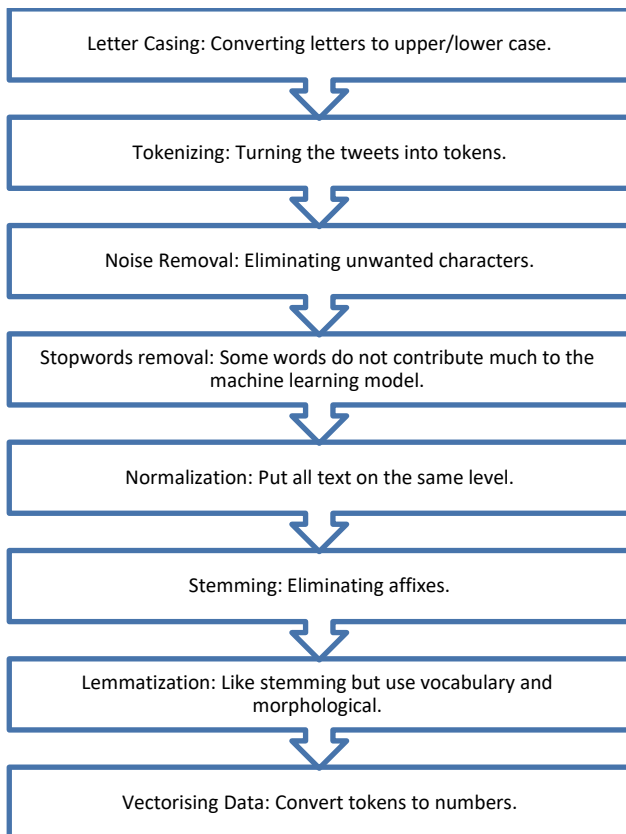 Letter Casing: Converting letters to upper/lower case.
Tokenizing: Turning the tweets into tokens.
Noise Removal: Eliminating unwanted characters.
Stopwords removal: Some words do not contribute much to the
machine learning model.
Normalization: Put all text on the same level.
Stemming: Eliminating affixes.
Lemmatization: Like stemming but use vocabulary and
morphological.
Vectorising Data: Convert tokens to numbers.